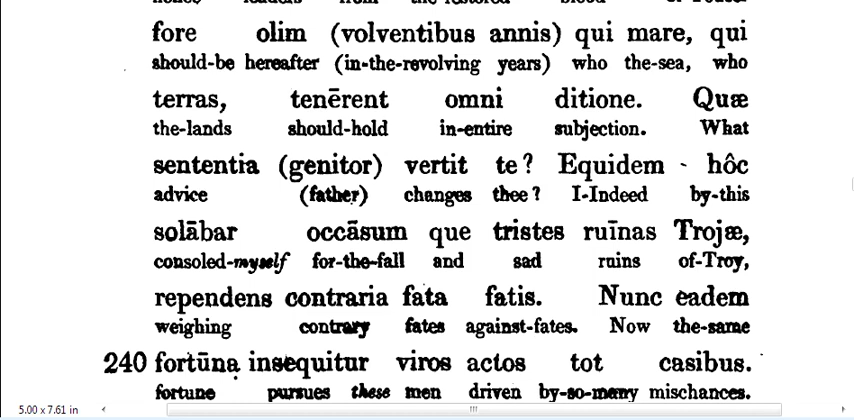 fore olim (volventibus annis) qui mare, qui
should-be hereafter (in-the-revolving years) who the-sea, who
terras, tenērent omni ditione. Quæ
the-lands should-hold in-entire subjection. What
sententia (genitor) vertit te? Equidem hôc
advice (father) changes thee? I-Indeed by-this
solābar occāsum que tristes ruīnas Trojæ,
consoled-myself for-the-fall and sad ruins of-Troy,
rependens contraria fata fatis. Nunc eadem
weighing contrary fates against-fates. Now the-same
240 fortūna insequitur viros actos tot casibus.
fortune pursues these men driven by-so-many mischances.
5.00 x 7.61 in